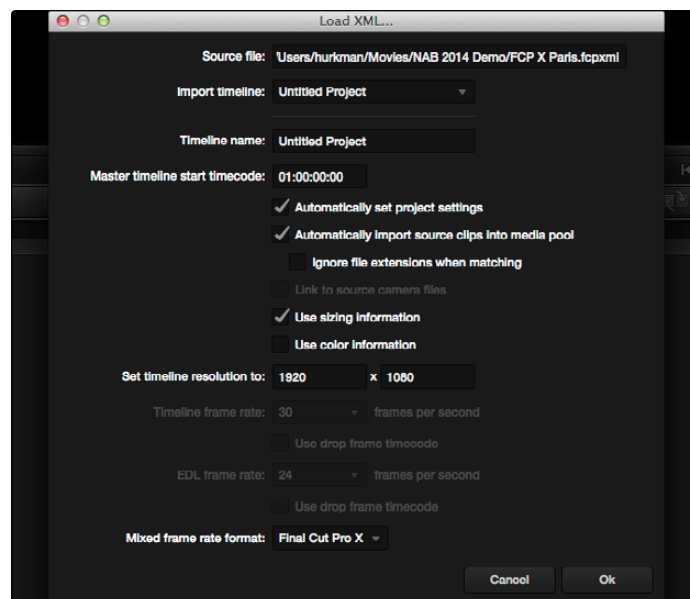 Load XML...
Source file: 'Users/hurkman/Movies/NAB 2014 Demo/FCP X Paris.fcpxml
Import timeline: Untitled Project
Timeline name: Untitled Project
Master timeline start timecode: 01:00:00:00
Automatically set project settings
Automatically import source clips into media pool
Ignore file extensions when matching
Link to source camera files
Use sizing information
Use color information
Set timeline resolution to: 1920 x 1080
Timeline frame rate: 30 frames per second
Use drop frame timecode
EDL frame rate: 24 frames per second
Use drop frame timecode
Mixed frame rate format: Final Cut Pro X
Cancel Ok